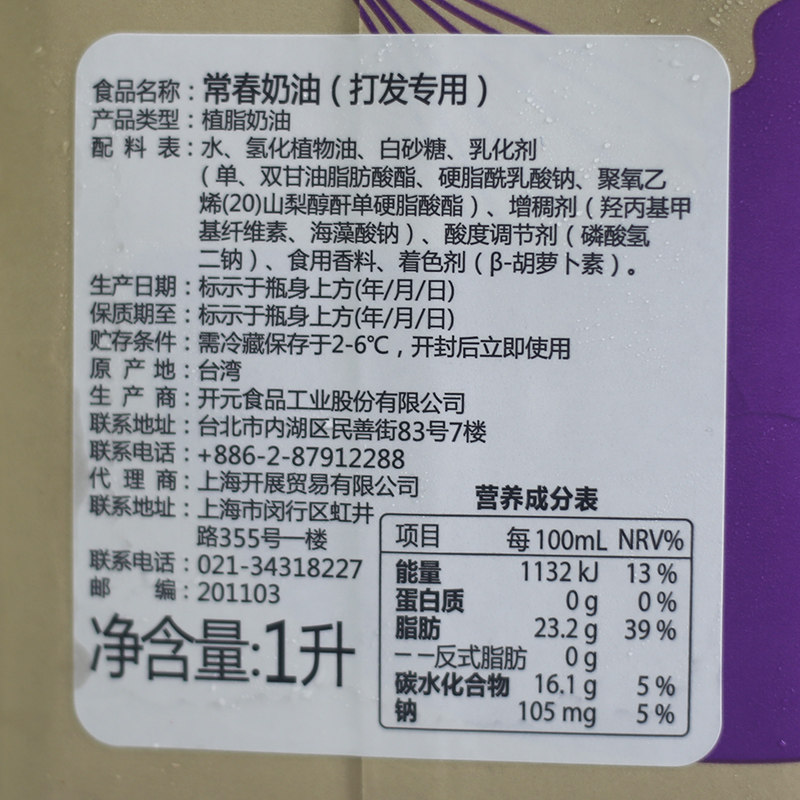 食品名称：常春奶油（打发专用）
产品类型：植脂奶油
配 料 表：水、氢化植物油、白砂糖、乳化剂
（单、双甘油脂肪酸酯、硬脂酰乳酸钠、聚氧乙
烯(20)山梨醇酐单硬脂酸酯）、增稠剂（羟丙基甲
基纤维素、海藻酸钠）、酸度调节剂（磷酸氢
二钠）、食用香料、着色剂（β-胡萝卜素）。
生产日期：标示于瓶身上方(年/月/日)
保质期至：标示于瓶身上方(年/月/日)
贮存条件：需冷藏保存于2-6℃，开封后立即使用
原 产 地：台湾
生 产 商：开元食品工业股份有限公司
联系地址：台北市内湖区民善街83号7楼
联系电话：+886-2-87912288
代 理 商：上海开展贸易有限公司
联系地址：上海市闵行区虹井
路355号一楼
联系电话：021-34318227
邮 编：201103
净含量:1升
营养成分表
项目 每100mL NRV%
能量 1132 kJ 13 %
蛋白质 0 g 0 %
脂肪 23.2 g 39 %
－－反式脂肪 0 g
碳水化合物 16.1 g 5 %
钠 105 mg 5 %